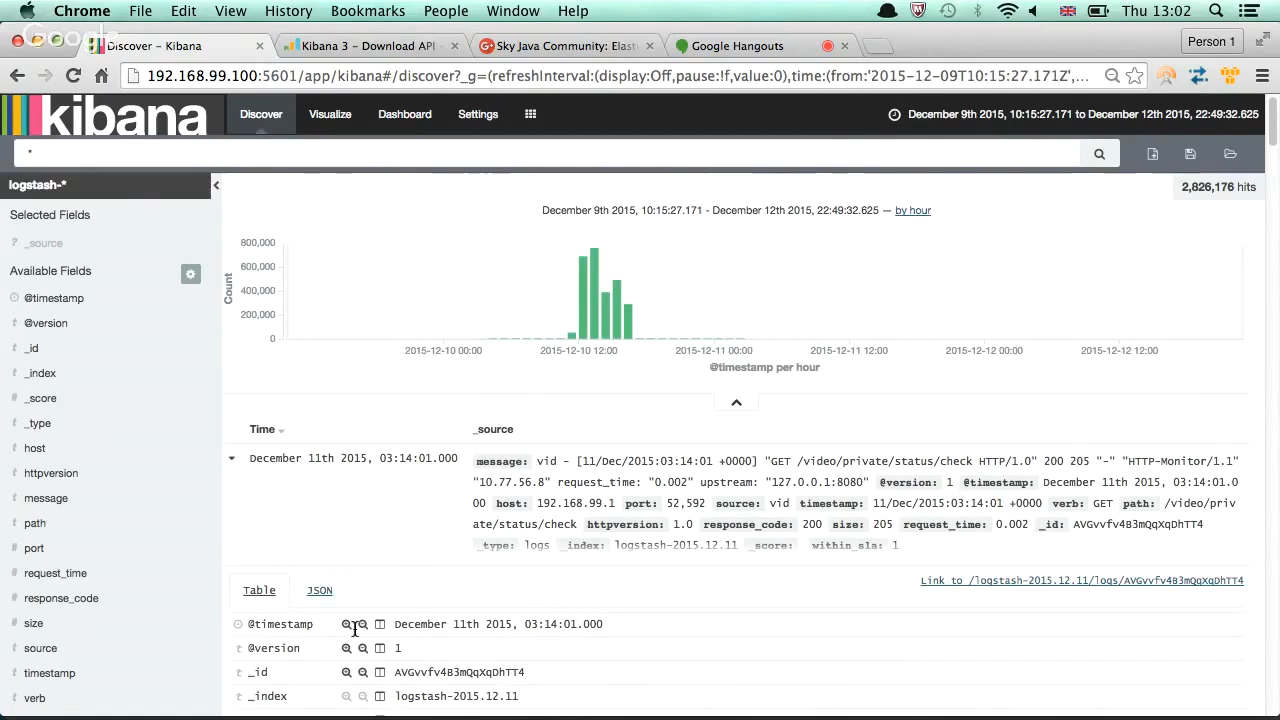 Chrome File Edit View History Bookmarks People Window Help Thu 13:02
Google
Discover – Kibana × Kibana 3 – Download API - × Sky Java Community: Elast × Google Hangouts × Person 1
192.168.99.100:5601/app/kibana#/discover?_g=(refreshInterval:(display:Off,pause:!f,value:0),time:(from:'2015-12-09T10:15:27.171Z',...
kibana Discover Visualize Dashboard Settings December 9th 2015, 10:15:27.171 to December 12th 2015, 22:49:32.625
*
logstash-*
2,826,176 hits
Selected Fields
? _source
Available Fields
@timestamp
t @version
t _id
t _index
t _score
t _type
t host
t httpversion
t message
t path
t port
t request_time
t response_code
t size
t source
t timestamp
t verb
December 9th 2015, 10:15:27.171 - December 12th 2015, 22:49:32.625 — by hour
Count
800,000
600,000
400,000
200,000
0
2015-12-10 00:00 2015-12-10 12:00 2015-12-11 00:00 2015-12-11 12:00 2015-12-12 00:00 2015-12-12 12:00
@timestamp per hour
Time _source
December 11th 2015, 03:14:01.000
message: vid - [11/Dec/2015:03:14:01 +0000] "GET /video/private/status/check HTTP/1.0" 200 205 "-" "HTTP-Monitor/1.1"
"10.77.56.8" request_time: "0.002" upstream: "127.0.0.1:8080" @version: 1 @timestamp: December 11th 2015, 03:14:01.0
00 host: 192.168.99.1 port: 52,592 source: vid timestamp: 11/Dec/2015:03:14:01 +0000 verb: GET path: /video/priv
ate/status/check httpversion: 1.0 response_code: 200 size: 205 request_time: 0.002 _id: AVGvvfv4B3mQqXqDhTT4
_type: logs _index: logstash-2015.12.11 _score: within_sla: 1
Table JSON
Link to /logstash-2015.12.11/logs/AVGvvfv4B3mQqXqDhTT4
@timestamp December 11th 2015, 03:14:01.000
t @version 1
t _id AVGvvfv4B3mQqXqDhTT4
t _index logstash-2015.12.11